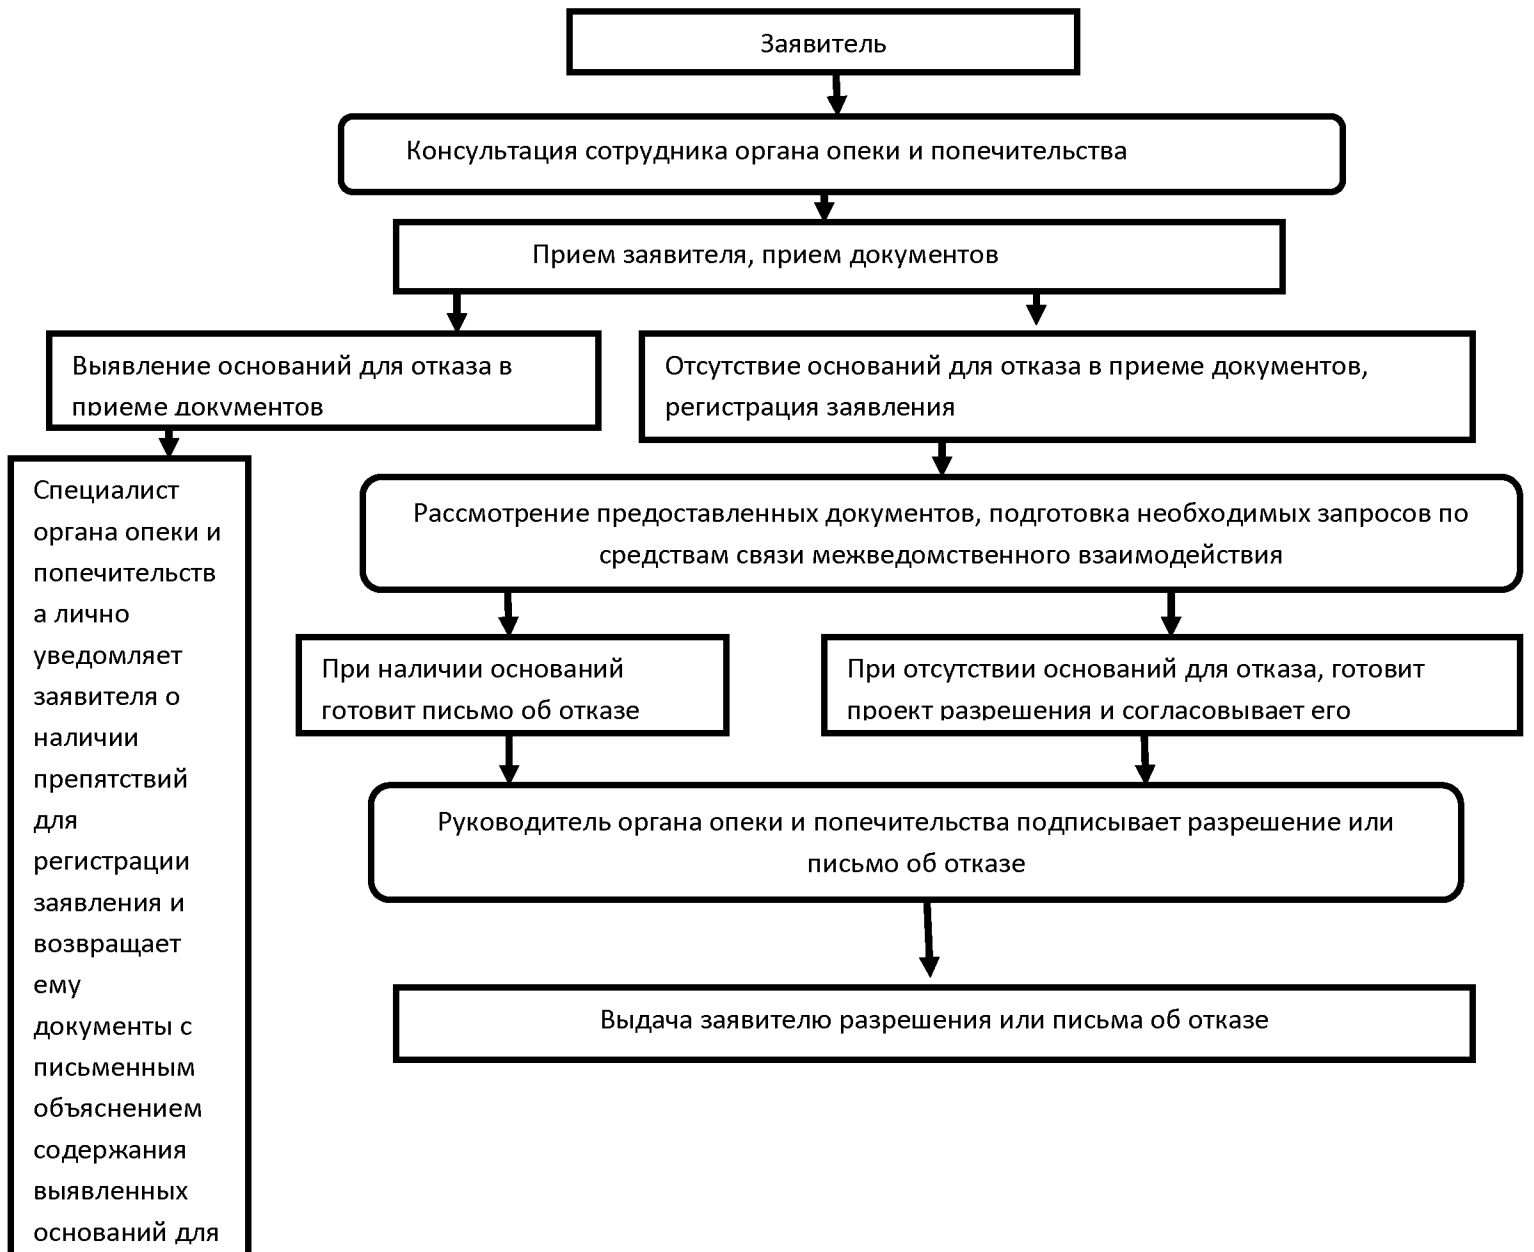 Заявитель
Консультация сотрудника органа опеки и попечительства
Прием заявителя, прием документов
Выявление оснований для отказа в
приеме документов
Отсутствие оснований для отказа в приеме документов,
регистрация заявления
Специалист
органа опеки и
попечительств
а лично
уведомляет
заявителя о
наличии
препятствий
для
регистрации
заявления и
возвращает
ему
документы с
письменным
объяснением
содержания
выявленных
оснований для
Рассмотрение предоставленных документов, подготовка необходимых запросов по
средствам связи межведомственного взаимодействия
При наличии оснований
готовит письмо об отказе
При отсутствии оснований для отказа, готовит
проект разрешения и согласовывает его
Руководитель органа опеки и попечительства подписывает разрешение или
письмо об отказе
Выдача заявителю разрешения или письма об отказе